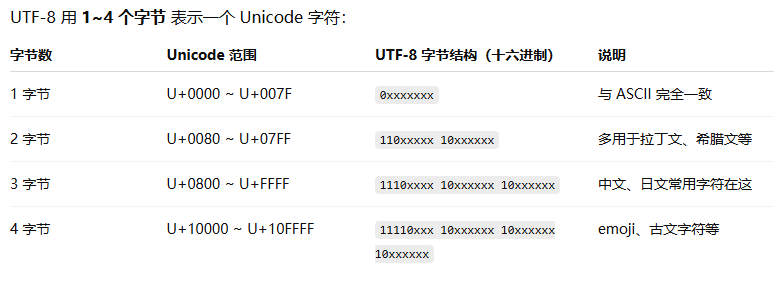 UTF-8 用 1~4 个字节 表示一个 Unicode 字符：
字节数 Unicode 范围 UTF-8 字节结构（十六进制） 说明
1 字节 U+0000 ~ U+007F 0xxxxxxx 与 ASCII 完全一致
2 字节 U+0080 ~ U+07FF 110xxxxx 10xxxxxx 多用于拉丁文、希腊文等
3 字节 U+0800 ~ U+FFFF 1110xxxx 10xxxxxx 10xxxxxx 中文、日文常用字符在这
4 字节 U+10000 ~ U+10FFFF 11110xxx 10xxxxxx 10xxxxxx emoji、古文字符等
10xxxxxx